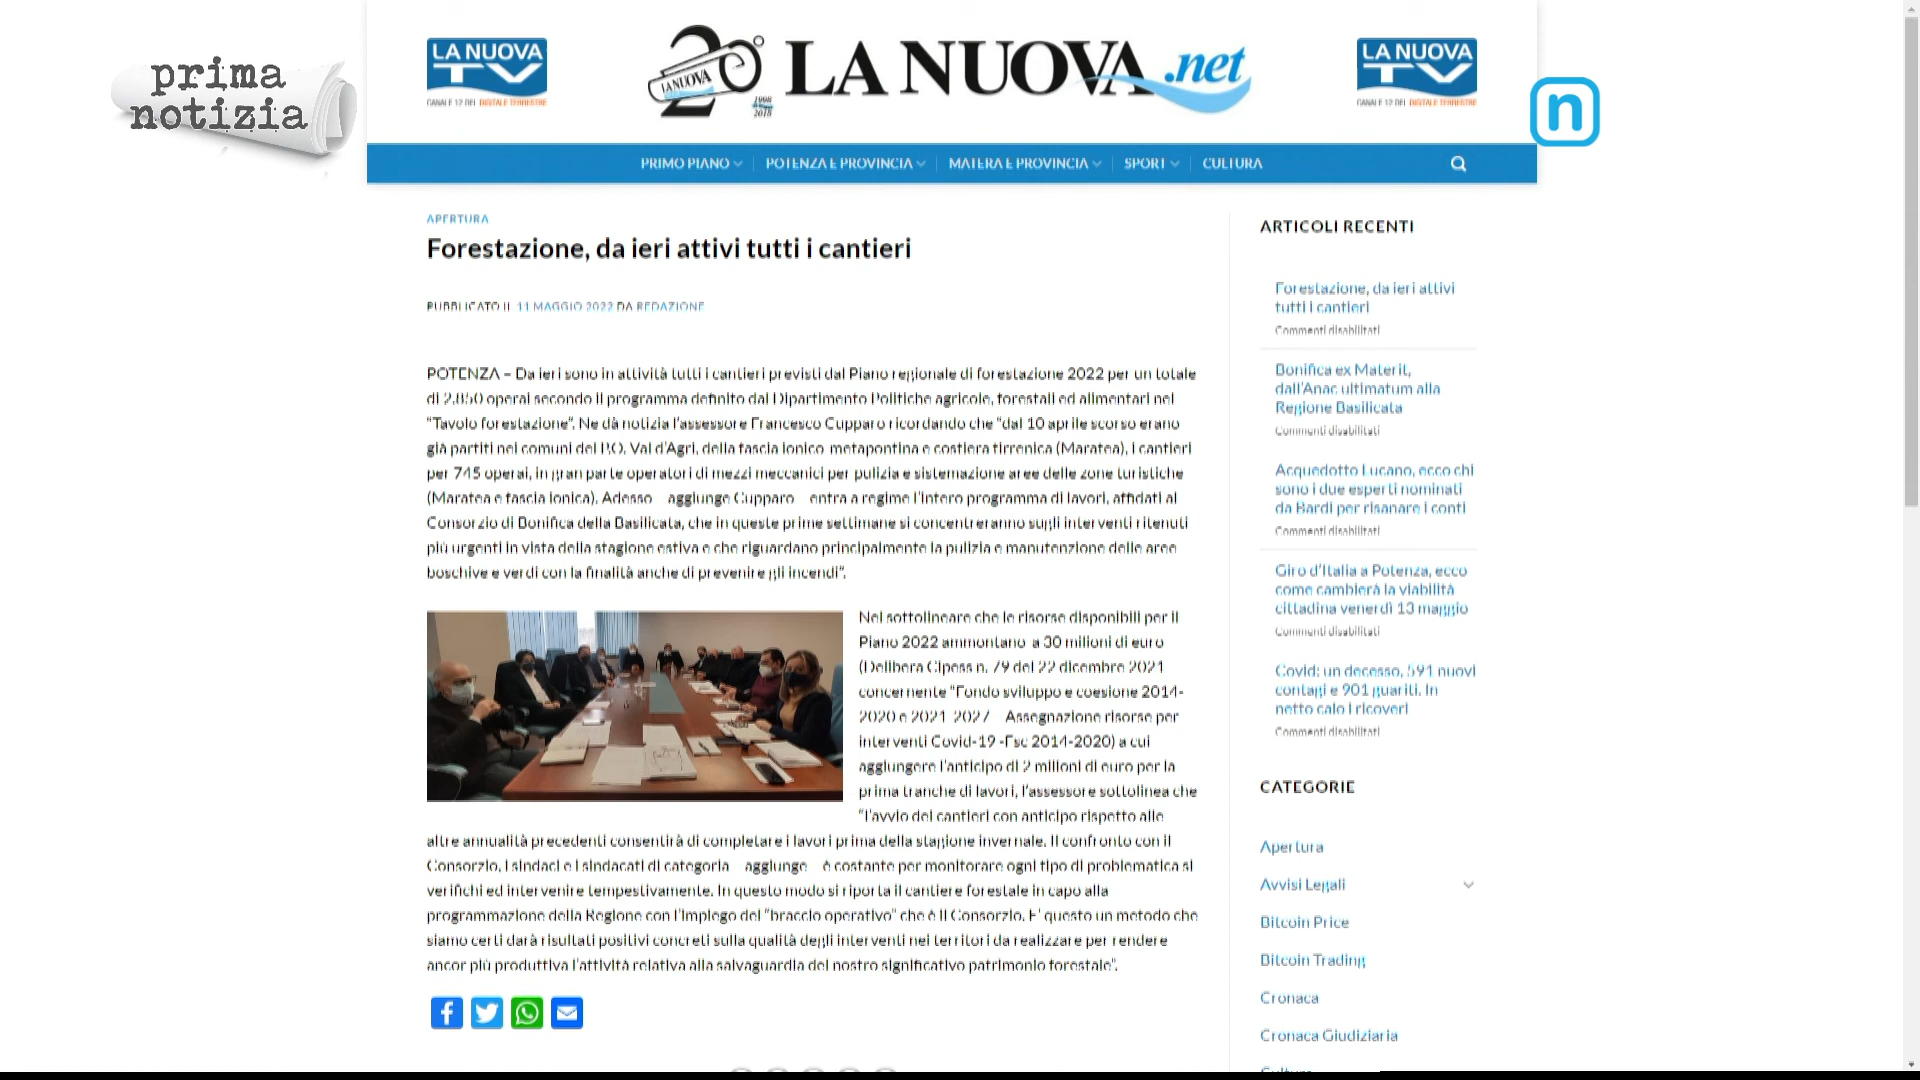 prima
notizia
LA NUOVA
TV
CANALE 12 DEL DIGITALE TERRESTRE
20
LA NUOVA
1998
2018
LA NUOVA.net
LA NUOVA
TV
CANALE 12 DEL DIGITALE TERRESTRE
n
PRIMO PIANO
POTENZA E PROVINCIA
MATERA E PROVINCIA
SPORT
CULTURA
APERTURA
Forestazione, da ieri attivi tutti i cantieri
PUBBLICATO IL 11 MAGGIO 2022 DA REDAZIONE
POTENZA – Da ieri sono in attività tutti i cantieri previsti dal Piano regionale di forestazione 2022 per un totale
di 2.850 operai secondo il programma definito dal Dipartimento Politiche agricole, forestali ed alimentari nel
“Tavolo forestazione”. Ne dà notizia l’assessore Francesco Cupparo ricordando che “dal 10 aprile scorso erano
già partiti nei comuni del P.O. Val d’Agri, della fascia ionico metapontina e costiera tirrenica (Maratea), i cantieri
per 745 operai, in gran parte operatori di mezzi meccanici per pulizia e sistemazione aree delle zone turistiche
(Maratea e fascia ionica). Adesso aggiunge Cupparo entra a regime l’intero programma di lavori, affidati al
Consorzio di Bonifica della Basilicata, che in queste prime settimane si concentreranno sugli interventi ritenuti
più urgenti in vista della stagione estiva e che riguardano principalmente la pulizia e manutenzione delle aree
boschive e verdi con la finalità anche di prevenire gli incendi”.
Nel sottolineare che le risorse disponibili per il
Piano 2022 ammontano a 30 milioni di euro
(Delibera Cipess n. 79 del 22 dicembre 2021
concernente “Fondo sviluppo e coesione 2014-
2020 e 2021 2027 Assegnazione risorse per
interventi Covid-19 -Fsc 2014-2020) a cui
aggiungere l’anticipo di 2 milioni di euro per la
prima tranche di lavori, l’assessore sottolinea che
“l’avvio dei cantieri con anticipo rispetto alle
altre annualità precedenti consentirà di completare i lavori prima della stagione invernale. Il confronto con il
Consorzio, i sindaci e i sindacati di categoria aggiunge è costante per monitorare ogni tipo di problematica si
verifichi ed intervenire tempestivamente. In questo modo si riporta il cantiere forestale in capo alla
programmazione della Regione con l’impiego del “braccio operativo” che è il Consorzio. E’ questo un metodo che
siamo certi darà risultati positivi concreti sulla qualità degli interventi nei territori da realizzare per rendere
ancor più produttiva l’attività relativa alla salvaguardia del nostro significativo patrimonio forestale”.
ARTICOLI RECENTI
Forestazione, da ieri attivi
tutti i cantieri
Commenti disabilitati
Bonifica ex Materit,
dall’Anac ultimatum alla
Regione Basilicata
Commenti disabilitati
Acquedotto Lucano, ecco chi
sono i due esperti nominati
da Bardi per risanare i conti
Commenti disabilitati
Giro d’Italia a Potenza, ecco
come cambierà la viabilità
cittadina venerdì 13 maggio
Commenti disabilitati
Covid: un decesso, 591 nuovi
contagi e 901 guariti. In
netto calo i ricoveri
Commenti disabilitati
CATEGORIE
Apertura
Avvisi Legali
Bitcoin Price
Bitcoin Trading
Cronaca
Cronaca Giudiziaria
Cultura